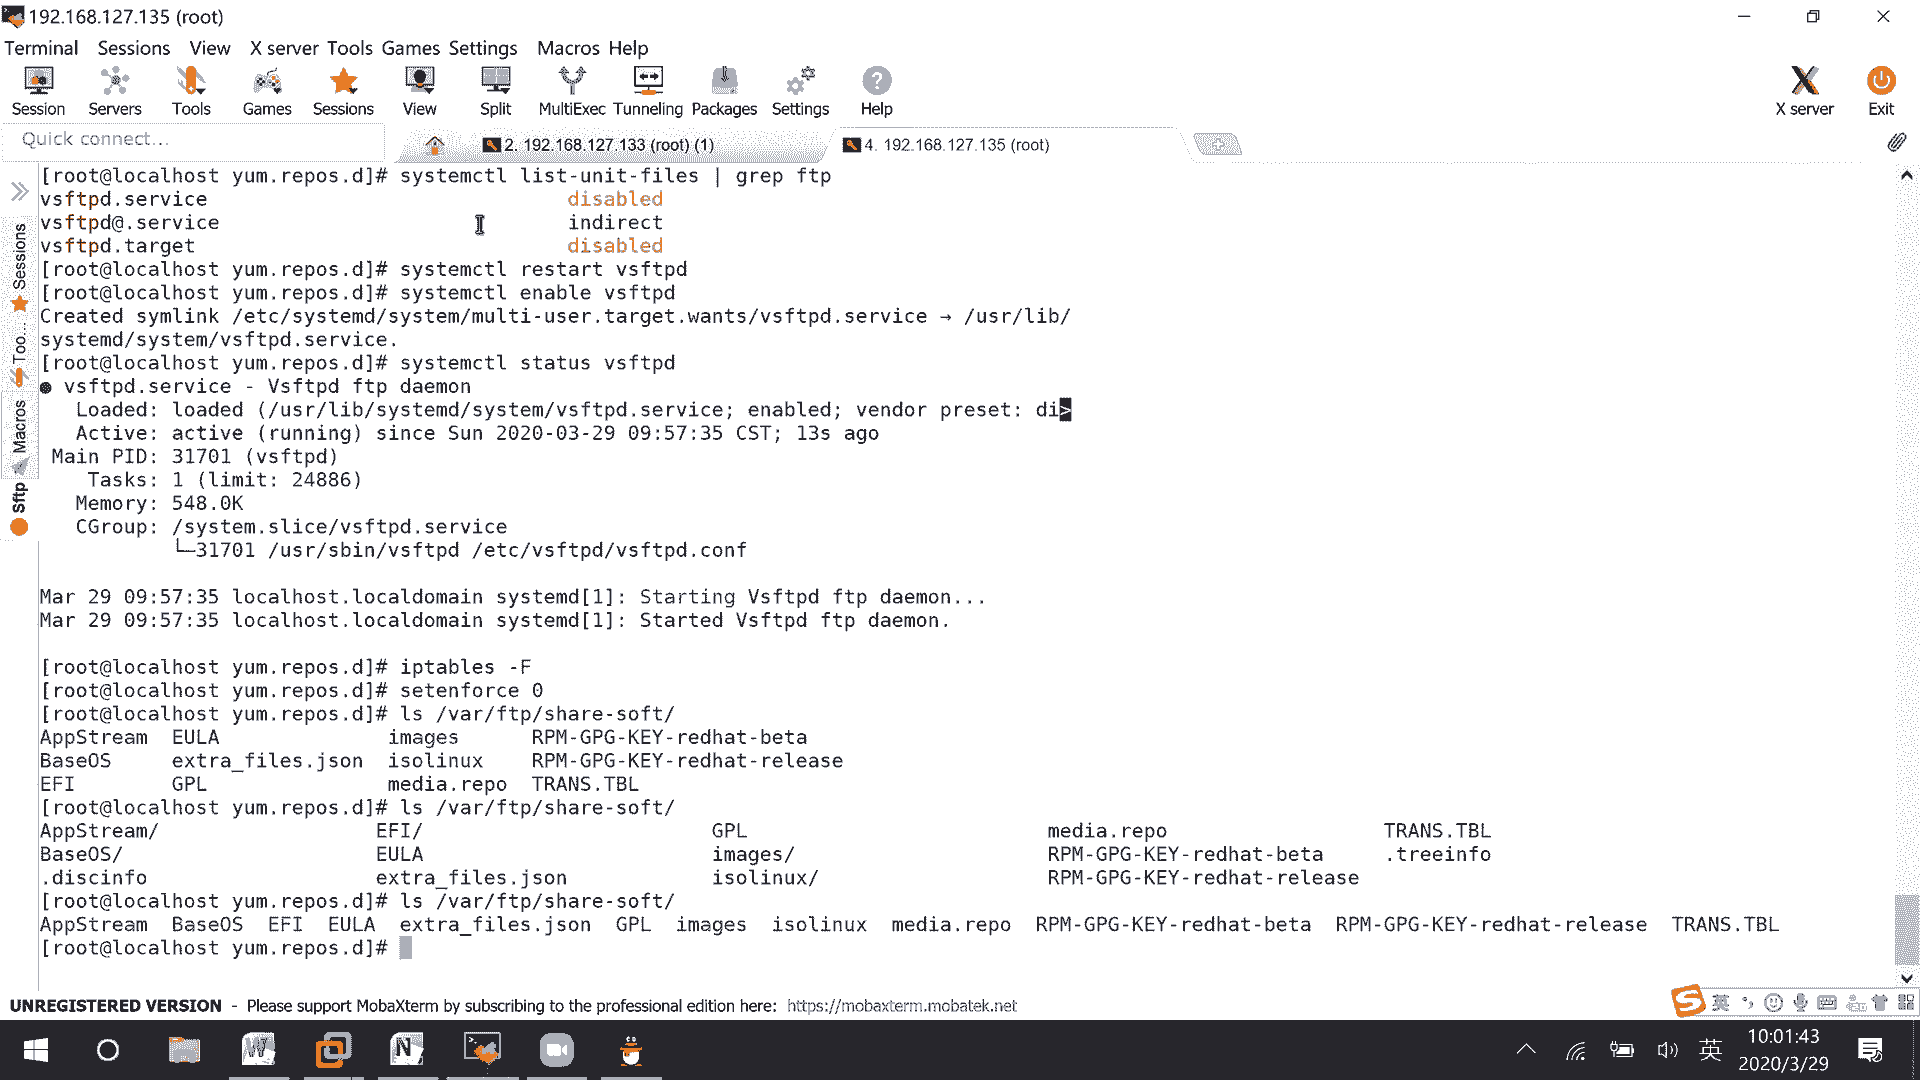 192.168.127.135 (root)
Terminal Sessions View X server Tools Games Settings Macros Help
Session Servers Tools Games Sessions View Split MultiExec Tunneling Packages Settings Help X server Exit
Quick connect... 2. 192.168.127.133 (root) (1) 4. 192.168.127.135 (root)
Sessions
Too...
Macros
Sftp
[root@localhost yum.repos.d]# systemctl list-unit-files | grep ftp
vsftpd.service disabled
vsftpd@.service indirect
vsftpd.target disabled
[root@localhost yum.repos.d]# systemctl restart vsftpd
[root@localhost yum.repos.d]# systemctl enable vsftpd
Created symlink /etc/systemd/system/multi-user.target.wants/vsftpd.service → /usr/lib/
systemd/system/vsftpd.service.
[root@localhost yum.repos.d]# systemctl status vsftpd
● vsftpd.service - Vsftpd ftp daemon
Loaded: loaded (/usr/lib/systemd/system/vsftpd.service; enabled; vendor preset: di>
Active: active (running) since Sun 2020-03-29 09:57:35 CST; 13s ago
Main PID: 31701 (vsftpd)
Tasks: 1 (limit: 24886)
Memory: 548.0K
CGroup: /system.slice/vsftpd.service
└─31701 /usr/sbin/vsftpd /etc/vsftpd/vsftpd.conf
Mar 29 09:57:35 localhost.localdomain systemd[1]: Starting Vsftpd ftp daemon...
Mar 29 09:57:35 localhost.localdomain systemd[1]: Started Vsftpd ftp daemon.
[root@localhost yum.repos.d]# iptables -F
[root@localhost yum.repos.d]# setenforce 0
[root@localhost yum.repos.d]# ls /var/ftp/share-soft/
AppStream EULA images RPM-GPG-KEY-redhat-beta
BaseOS extra_files.json isolinux RPM-GPG-KEY-redhat-release
EFI GPL media.repo TRANS.TBL
[root@localhost yum.repos.d]# ls /var/ftp/share-soft/
AppStream/ EFI/ GPL media.repo TRANS.TBL
BaseOS/ EULA images/ RPM-GPG-KEY-redhat-beta .treeinfo
.discinfo extra_files.json isolinux/ RPM-GPG-KEY-redhat-release
[root@localhost yum.repos.d]# ls /var/ftp/share-soft/
AppStream BaseOS EFI EULA extra_files.json GPL images isolinux media.repo RPM-GPG-KEY-redhat-beta RPM-GPG-KEY-redhat-release TRANS.TBL
[root@localhost yum.repos.d]#
UNREGISTERED VERSION - Please support MobaXterm by subscribing to the professional edition here: https://mobaxterm.mobatek.net
英
英
10:01:43
2020/3/29